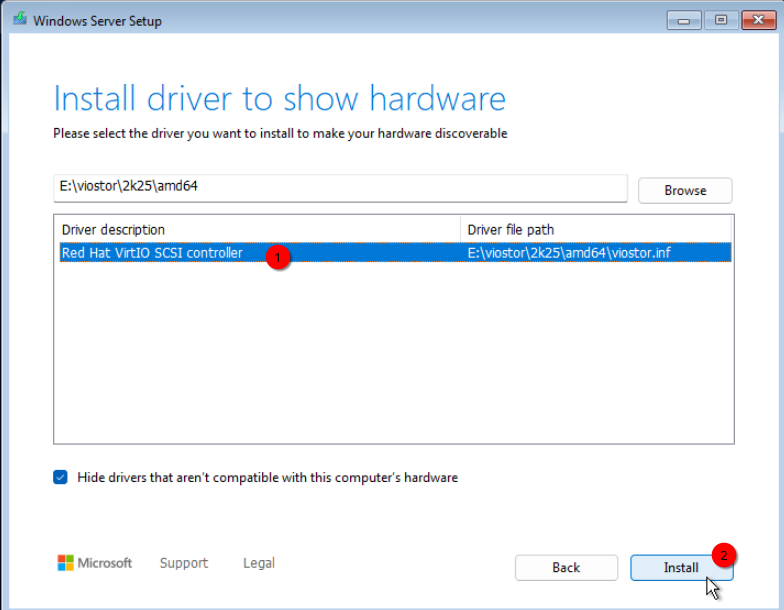 Windows Server Setup
Install driver to show hardware
Please select the driver you want to install to make your hardware discoverable
E:\viostor\2k25\amd64
Browse
Driver description Driver file path
Red Hat VirtIO SCSI controller 1 E:\viostor\2k25\amd64\viostor.inf
Hide drivers that aren't compatible with this computer's hardware
2
Microsoft Support Legal Back Install